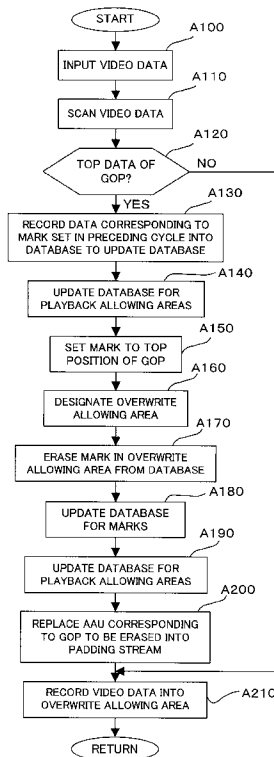 START
A100
INPUT VIDEO DATA
A110
SCAN VIDEO DATA
A120
TOP DATA OF
GOP?
NO
YES
A130
RECORD DATA CORRESPONDING TO
MARK SET IN PRECEDING CYCLE INTO
DATABASE TO UPDATE DATABASE
A140
UPDATE DATABASE FOR
PLAYBACK ALLOWING AREAS
A150
SET MARK TO TOP
POSITION OF GOP
A160
DESIGNATE OVERWRITE
ALLOWING AREA
A170
ERASE MARK IN OVERWRITE
ALLOWING AREA FROM DATABASE
A180
UPDATE DATABASE
FOR MARKS
A190
UPDATE DATABASE FOR
PLAYBACK ALLOWING AREAS
A200
REPLACE AAU CORRESPONDING
TO GOP TO BE ERASED INTO
PADDING STREAM
RECORD VIDEO DATA INTO
OVERWRITE ALLOWING AREA
A210
RETURN